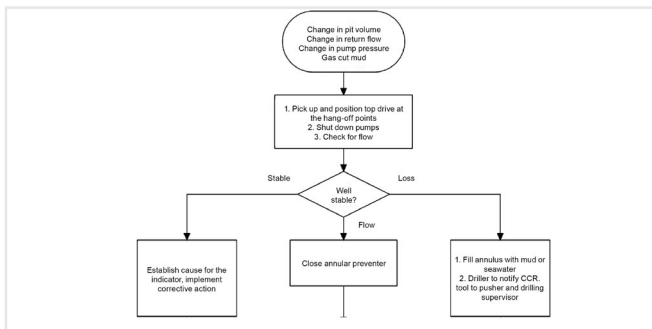 Change in pit volume
Change in return flow
Change in pump pressure
Gas cut mud
1. Pick up and position top drive at
the hang-off points
2. Shut down pumps
3. Check for flow
Stable
Well
stable?
Loss
Flow
Establish cause for the
indicator, implement
corrective action
Close annular preventer
1. Fill annulus with mud or
seawater
2. Driller to notify CCR.
tool to pusher and drilling
supervisor